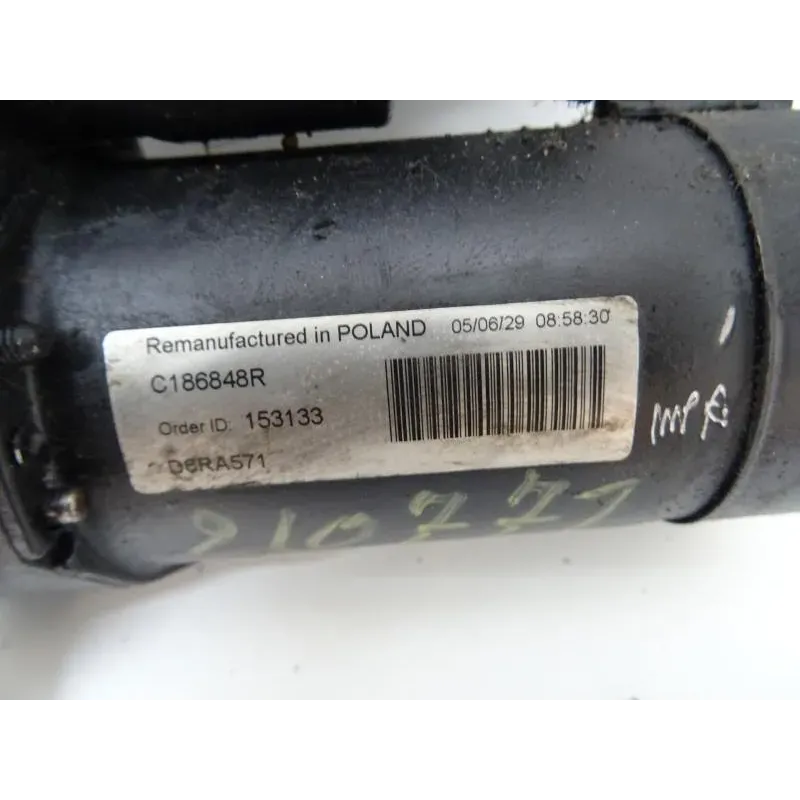 Remanufactured in POLAND 05/06/29 08:58:30
C186848R
Order ID: 153133
D6RA571